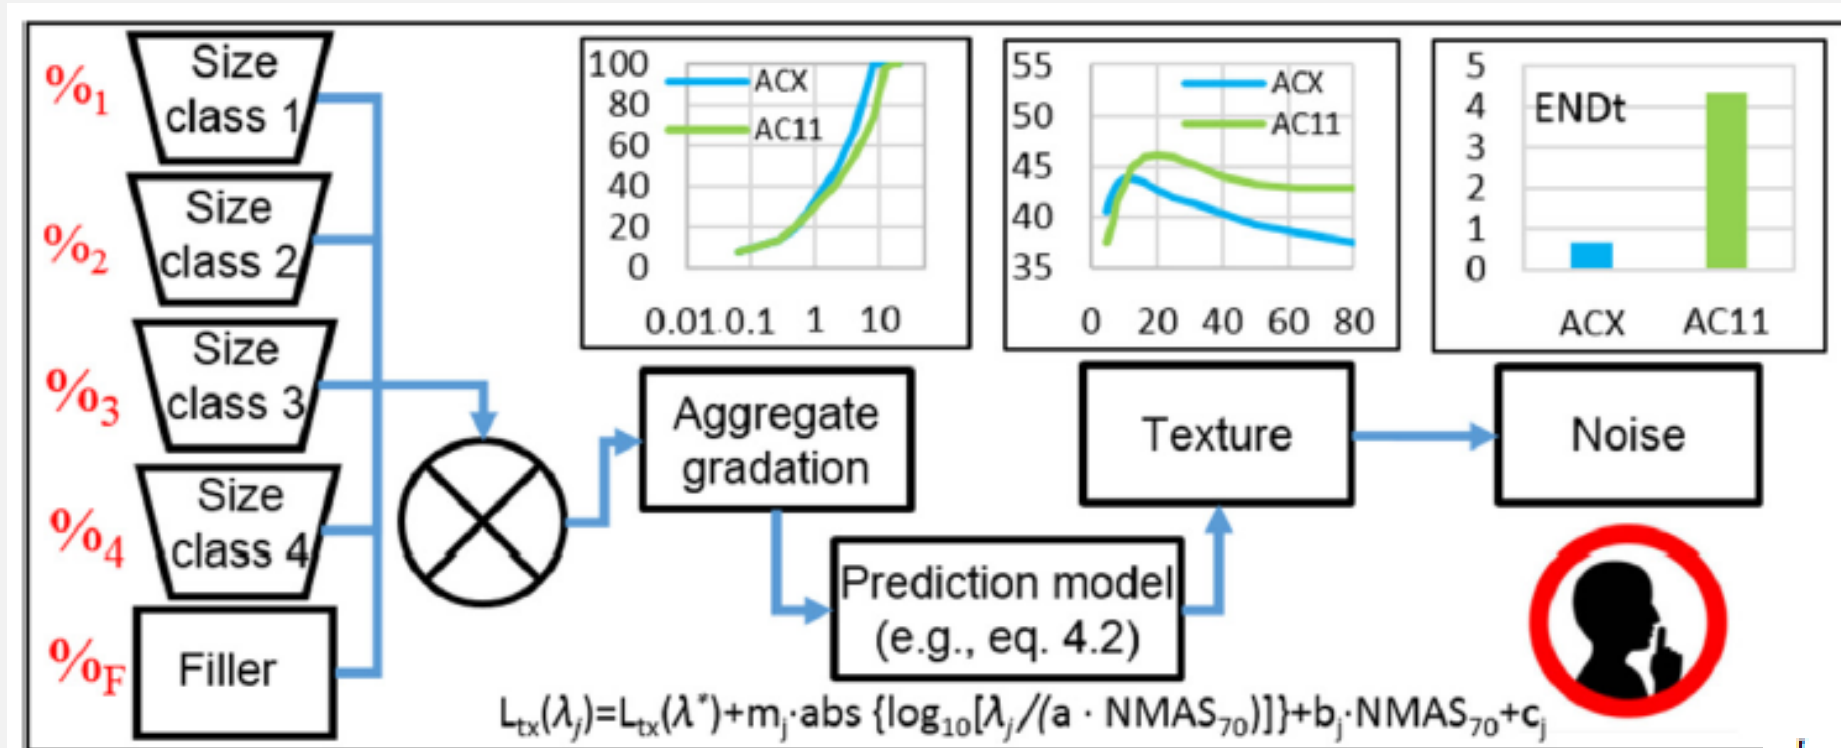 %1
Size
class 1
%2
Size
class 2
%3
Size
class 3
%4
Size
class 4
%F
Filler
100
80
60
40
20
0
ACX
AC11
0.01
0.1
1
10
Aggregate
gradation
Prediction model
(e.g., eq. 4.2)
55
50
45
40
35
ACX
AC11
0
20
40
60
80
Texture
5
4
3
2
1
0
ENDt
ACX
AC11
Noise
Ltx(λj)=Ltx(λ*)+mj·abs {log10[λj/(a · NMAS70)]}+bj·NMAS70+cj